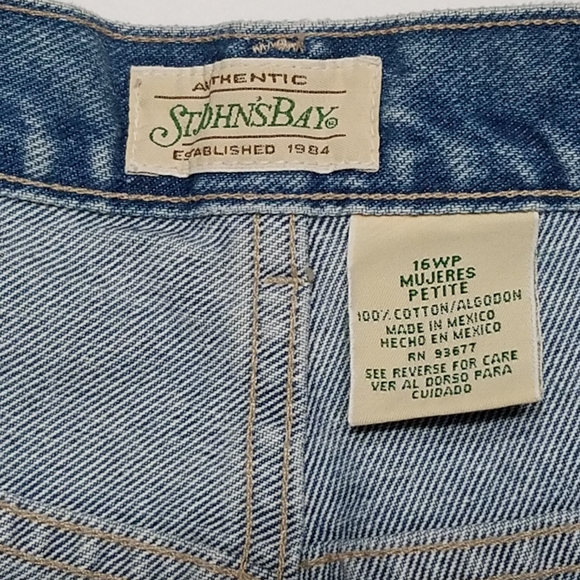 AUTHENTIC
ST.JOHN'S BAY®
ESTABLISHED 1984
16WP
MUJERES
PETITE
100% COTTON/ALGODON
MADE IN MEXICO
HECHO EN MEXICO
RN 93677
SEE REVERSE FOR CARE
VER AL DORSO PARA
CUIDADO